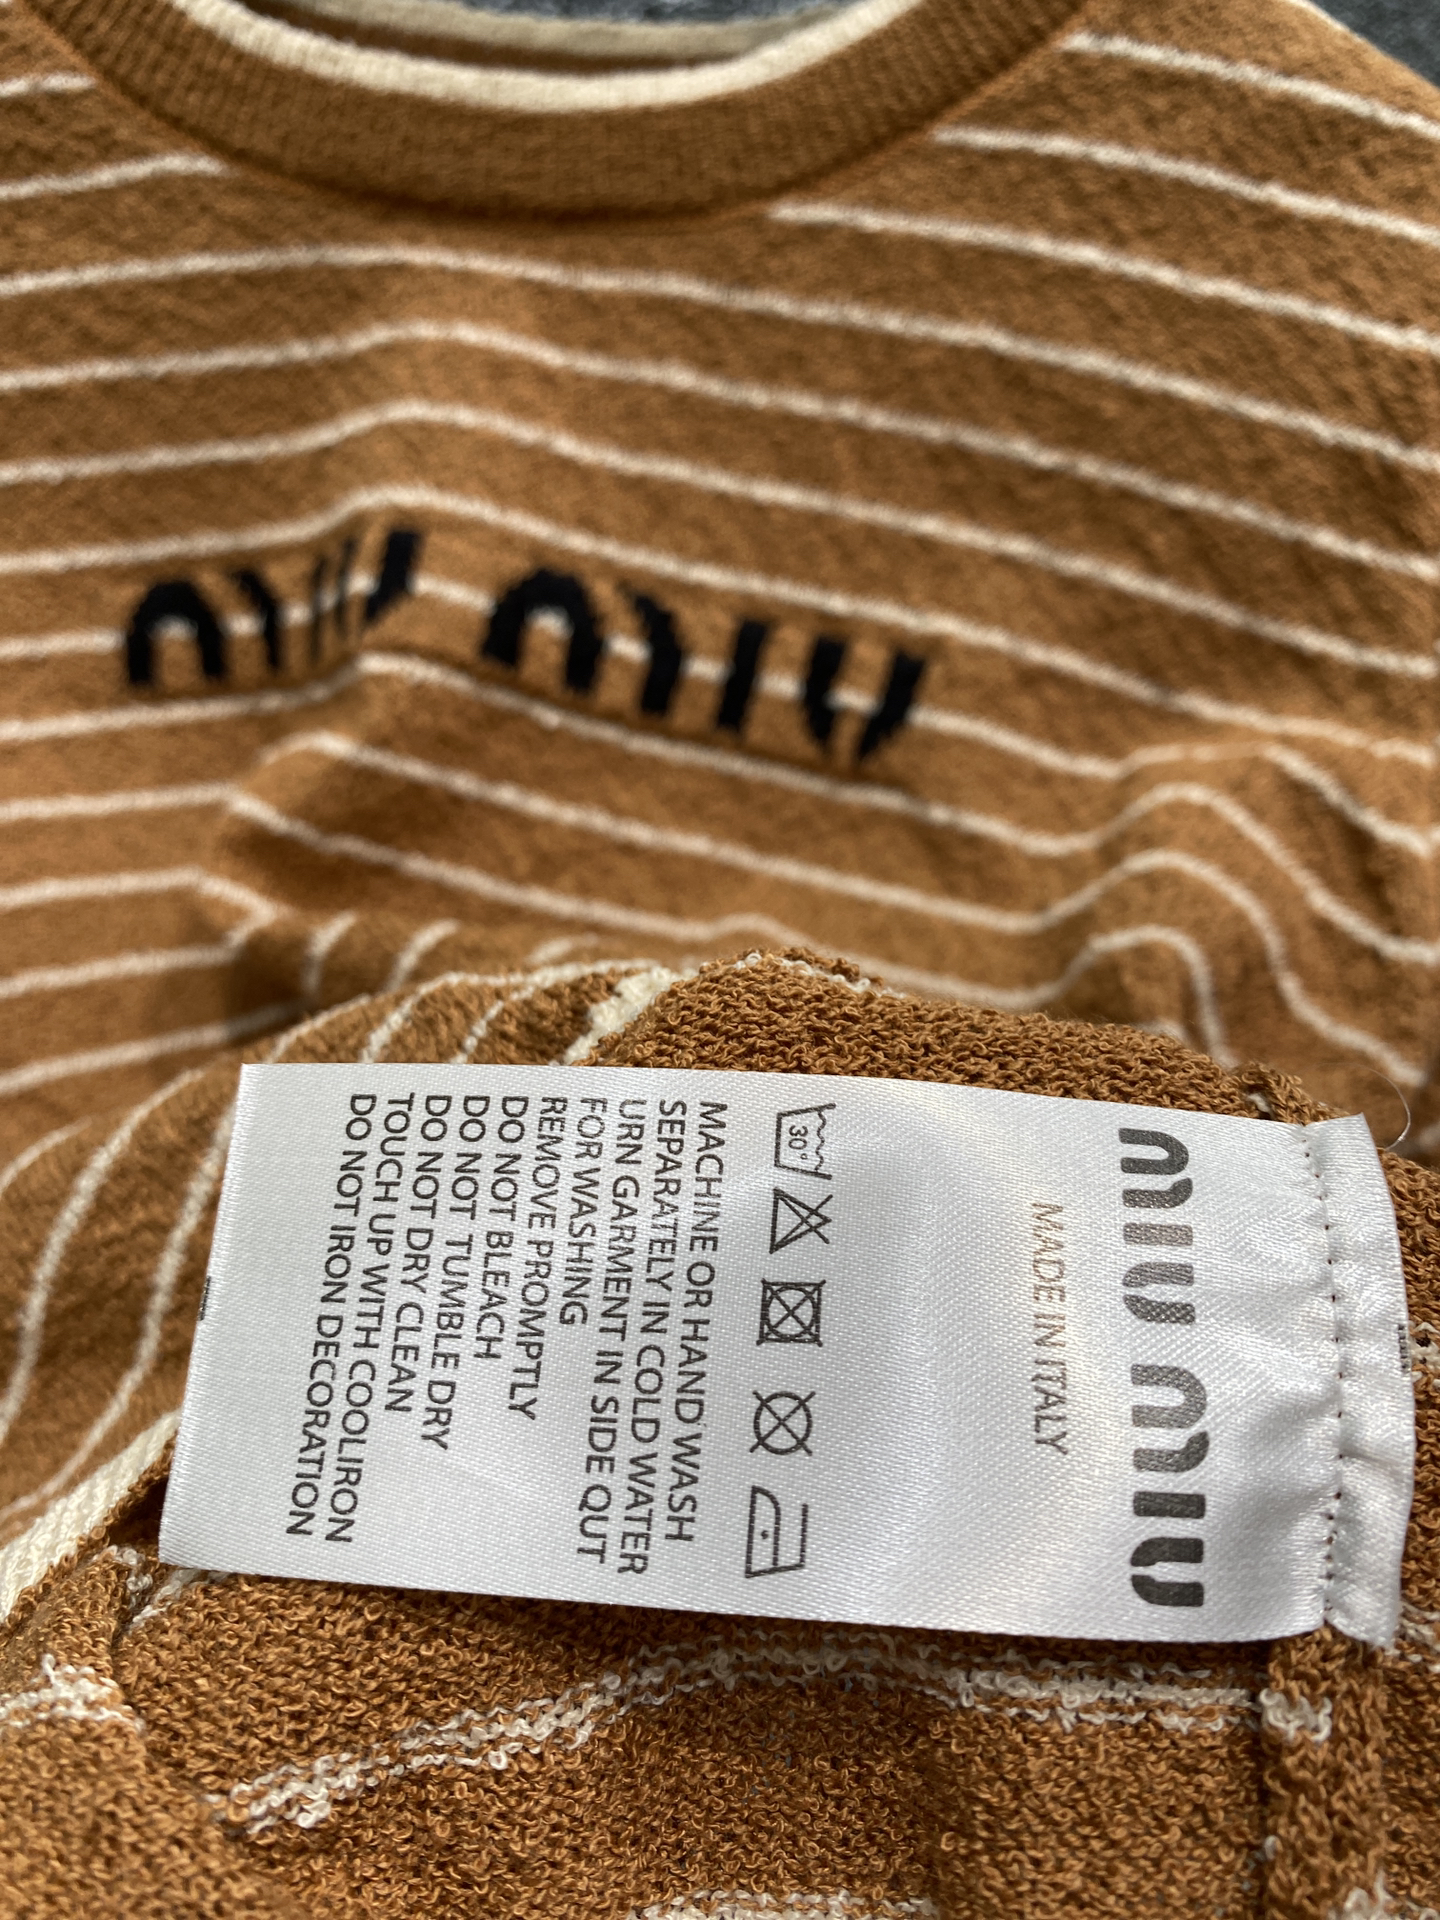 miu miu
miu miu
MADE IN ITALY
30°
MACHINE OR HAND WASH
SEPARATELY IN COLD WATER
URN GARMENT IN SIDE QUT
FOR WASHING
REMOVE PROMPTLY
DO NOT BLEACH
DO NOT TUMBLE DRY
DO NOT DRY CLEAN
TOUCH UP WITH COOLIRON
DO NOT IRON DECORATION